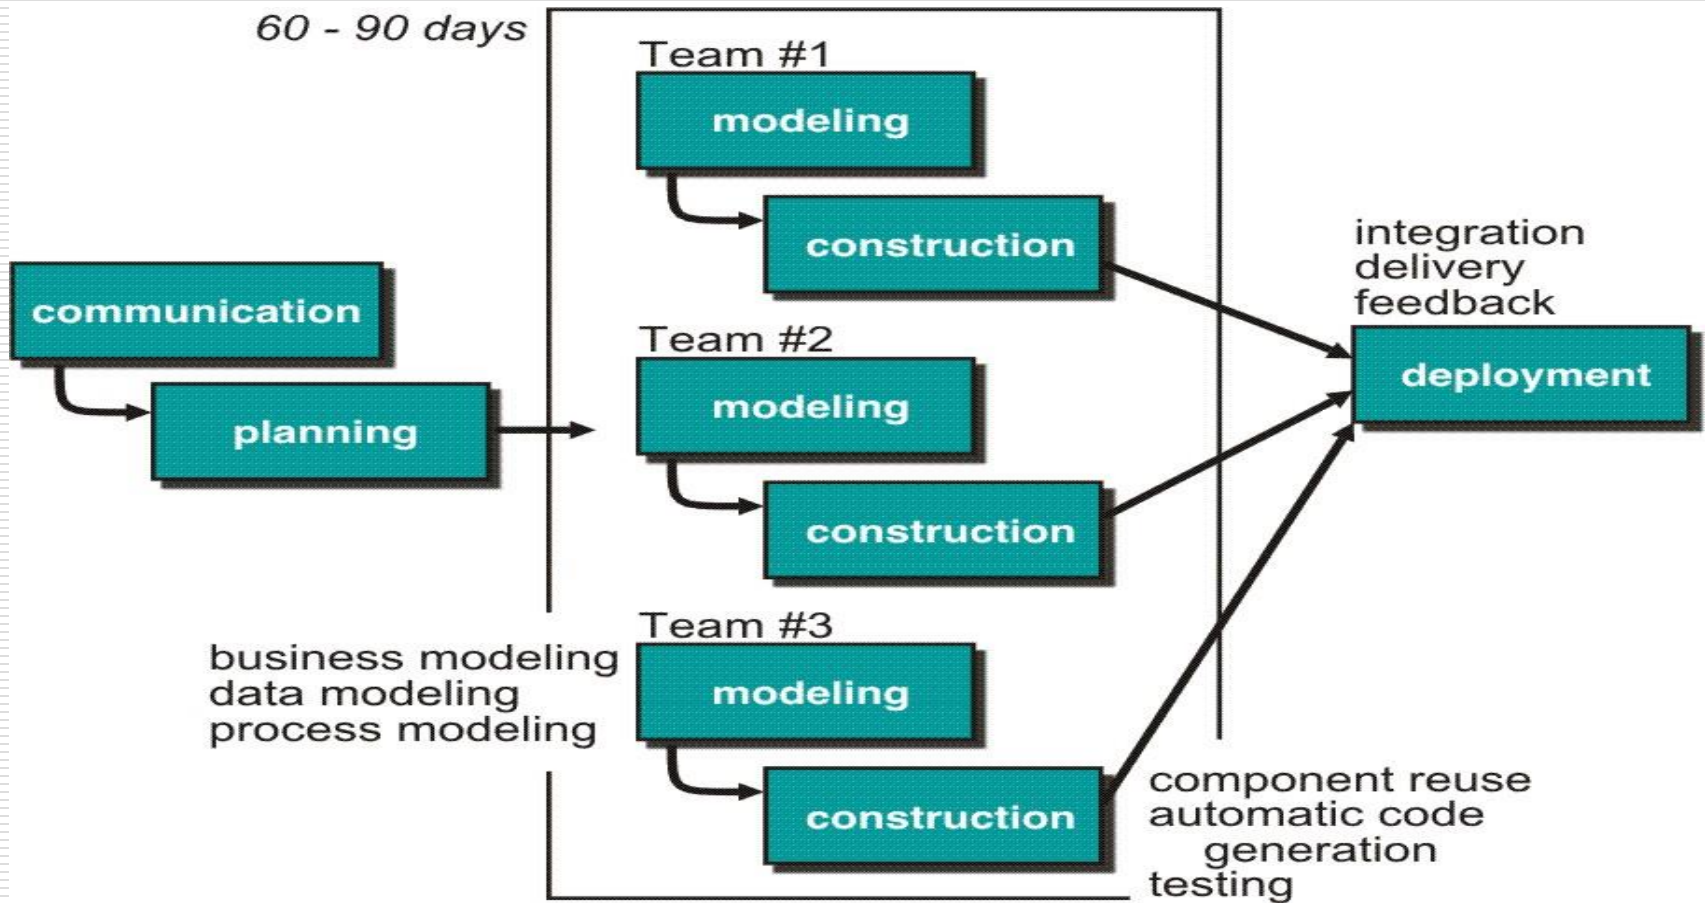 60 - 90 days
Team #1
modeling
construction
communication
planning
Team #2
modeling
construction
integration
delivery
feedback
deployment
Team #3
business modeling
data modeling
process modeling
modeling
construction
component reuse
automatic code
generation
testing